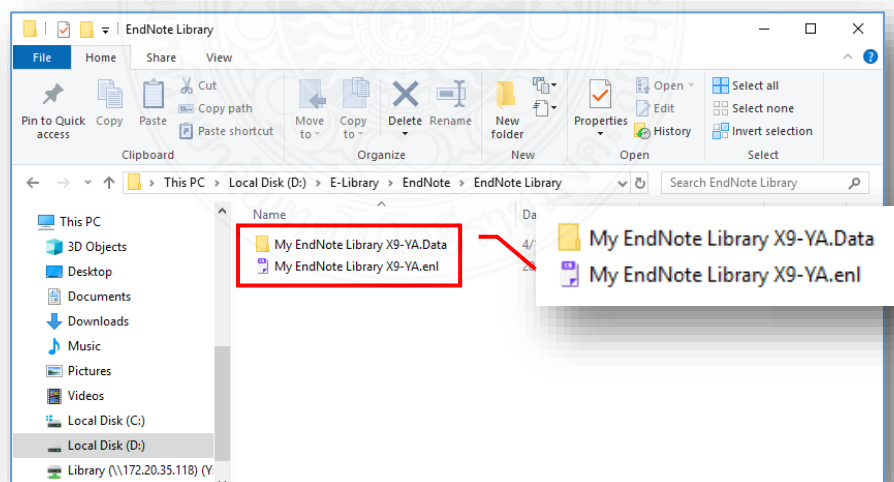 EndNote Library
File Home Share View
Pin to Quick access
Copy
Paste
Cut
Copy path
Paste shortcut
Clipboard
Move to
Copy to
Delete
Rename
Organize
New folder
New
Properties
Open
Edit
History
Open
Select all
Select none
Invert selection
Select
This PC > Local Disk (D:) > E-Library > EndNote > EndNote Library
Search EndNote Library
This PC
3D Objects
Desktop
Documents
Downloads
Music
Pictures
Videos
Local Disk (C:)
Local Disk (D:)
Library (\\172.20.35.118) (Y:
Name
My EndNote Library X9-YA.Data
My EndNote Library X9-YA.enl
My EndNote Library X9-YA.Data
My EndNote Library X9-YA.enl